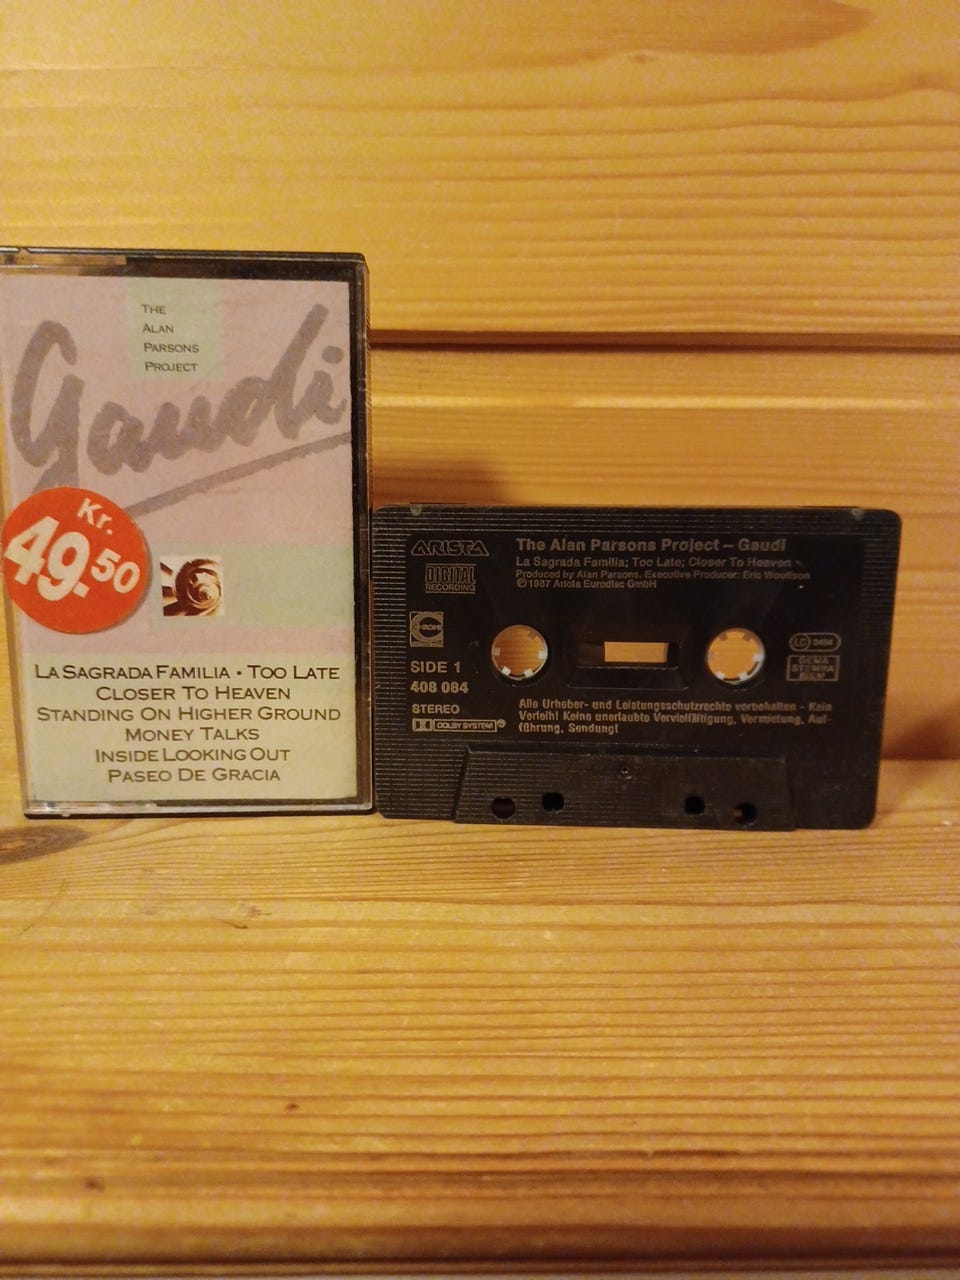 THE
ALAN
PARSONS
PROJECT
Gaudi
Kr.
49.50
LA SAGRADA FAMILIA • TOO LATE
CLOSER TO HEAVEN
STANDING ON HIGHER GROUND
MONEY TALKS
INSIDE LOOKING OUT
PASEO DE GRACIA
ARISTA
DIGITAL
RECORDING
The Alan Parsons Project – Gaudi
La Sagrada Familia; Too Late; Closer To Heaven
Produced by Alan Parsons. Executive Producer: Eric Woolfson
℗© 1987 Ariola Eurodisc GmbH
SIDE 1
408 084
STEREO
DOLBY SYSTEM
LC
GEMA
STEMRA
Alle Urheber- und Leistungsschutzrechte vorbehalten - Kein
Verleih! Keine unerlaubte Vervielfältigung, Vermietung, Auf-
führung, Sendung!